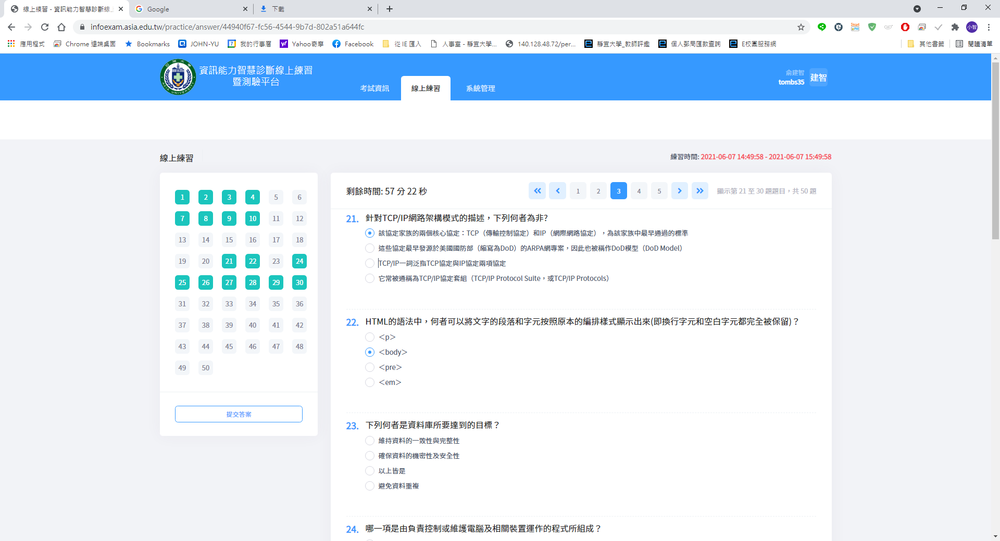 線上練習 - 資訊能力智慧診斷線上
Google
下載
infoexam.asia.edu.tw/practice/answer/44940f67-fc56-4544-9b7d-802a51a644fc
小智
應用程式
Chrome 遠端桌面
Bookmarks
JOHN-YU
7
我的行事曆
Yahoo奇摩
Facebook
從 IE 匯入
人事室 - 靜宜大學...
140.128.48.72/per...
靜宜大學_教師評鑑
個人郵局匯款查詢
E校園服務網
其他書籤
閱讀清單
資訊能力智慧診斷線上練習
暨測驗平台
考試資訊
線上練習
系統管理
俞建智
tombs35
建智
線上練習
練習時間: 2021-06-07 14:49:58 - 2021-06-07 15:49:58
1 2 3 4 5 6
7 8 9 10 11 12
13 14 15 16 17 18
19 20 21 22 23 24
25 26 27 28 29 30
31 32 33 34 35 36
37 38 39 40 41 42
43 44 45 46 47 48
49 50
提交答案
剩餘時間: 57 分 22 秒
1 2 3 4 5
顯示第 21 至 30 題題目，共 50 題
21. 針對TCP/IP網路架構模式的描述，下列何者為非?
該協定家族的兩個核心協定：TCP（傳輸控制協定）和IP（網際網路協定），為該家族中最早通過的標準
這些協定最早發源於美國國防部（縮寫為DoD）的ARPA網專案，因此也被稱作DoD模型（DoD Model）
TCP/IP一詞泛指TCP協定與IP協定兩項協定
它常被通稱為TCP/IP協定套組（TCP/IP Protocol Suite，或TCP/IP Protocols）
22. HTML的語法中，何者可以將文字的段落和字元按照原本的編排樣式顯示出來(即換行字元和空白字元都完全被保留)？
＜p＞
＜body＞
＜pre＞
＜em＞
23. 下列何者是資料庫所要達到的目標？
維持資料的一致性與完整性
確保資料的機密性及安全性
以上皆是
避免資料重複
24. 哪一項是由負責控制或維護電腦及相關裝置運作的程式所組成？